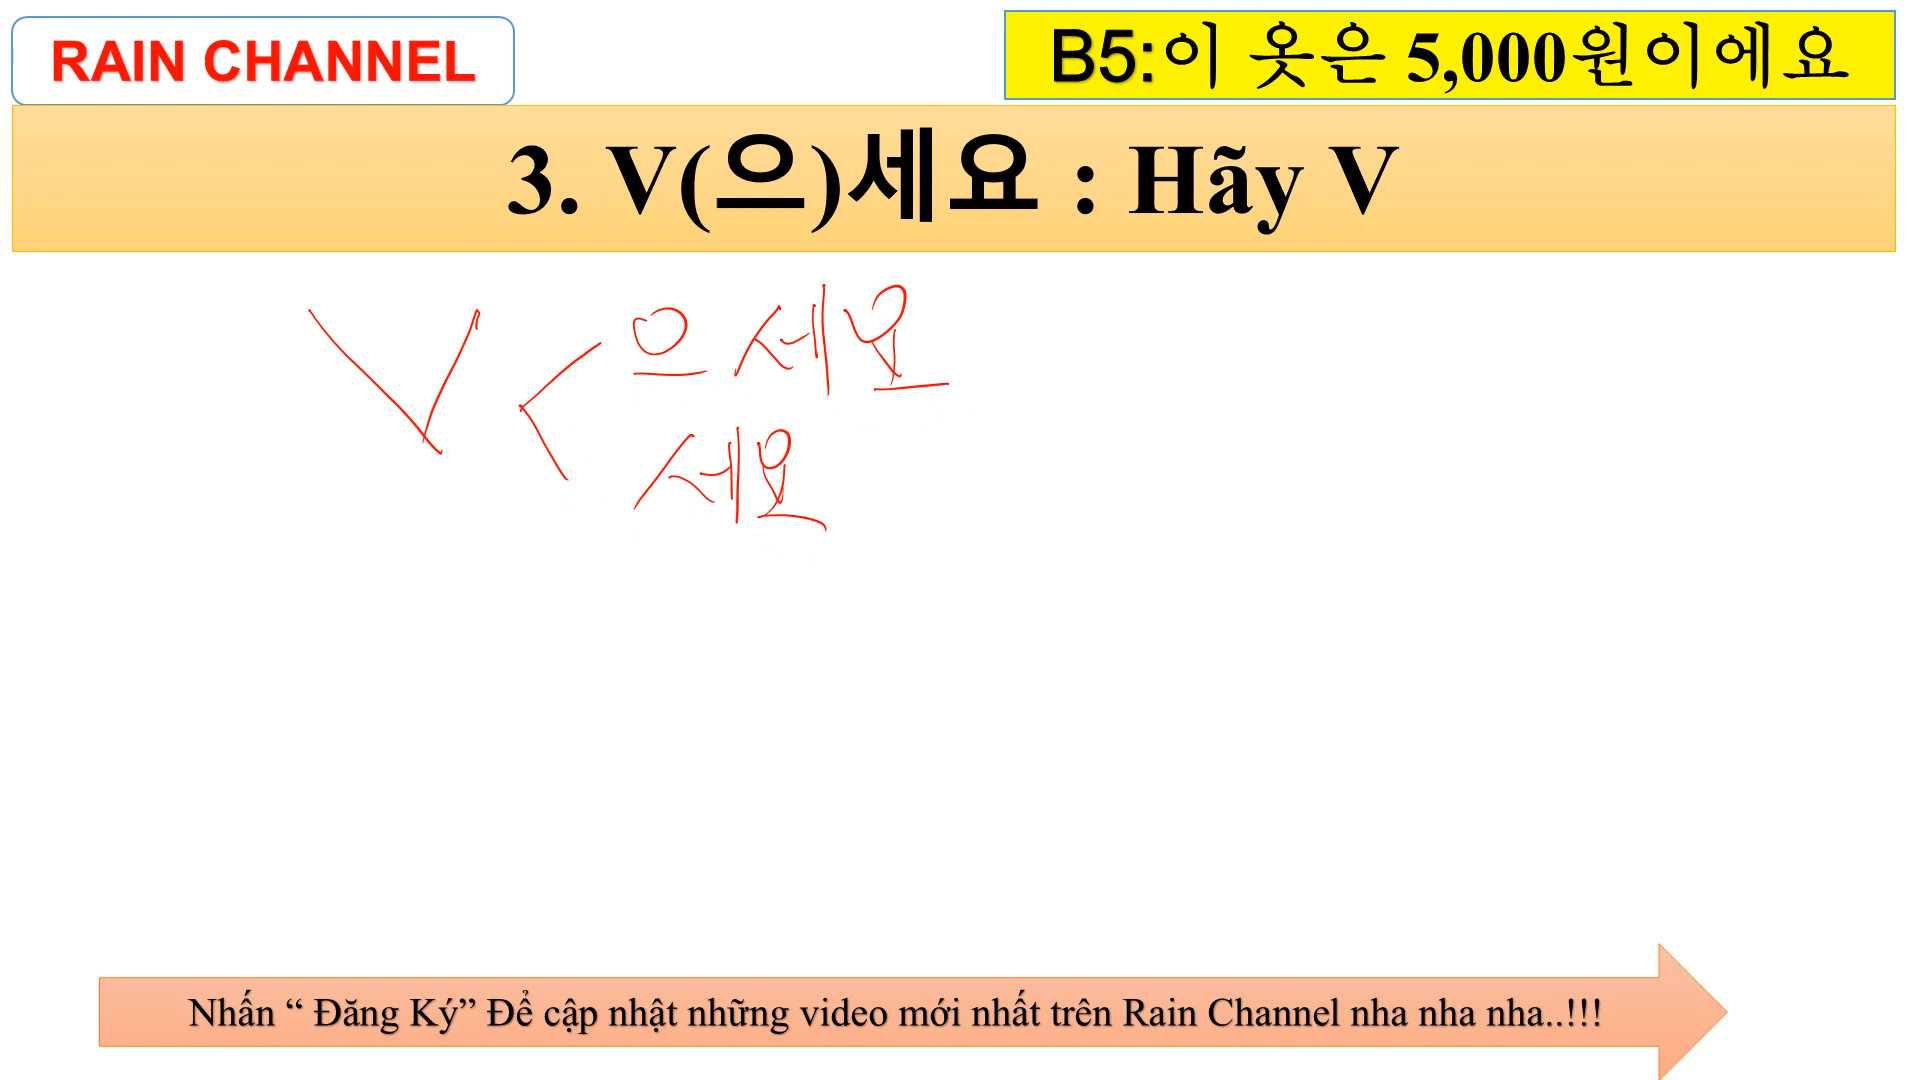 RAIN CHANNEL
B5:이 옷은 5,000원이에요
3. V(으)세요 : Hãy V
V < 으세요
세요
Nhấn “ Đăng Ký” Để cập nhật những video mới nhất trên Rain Channel nha nha nha..!!!